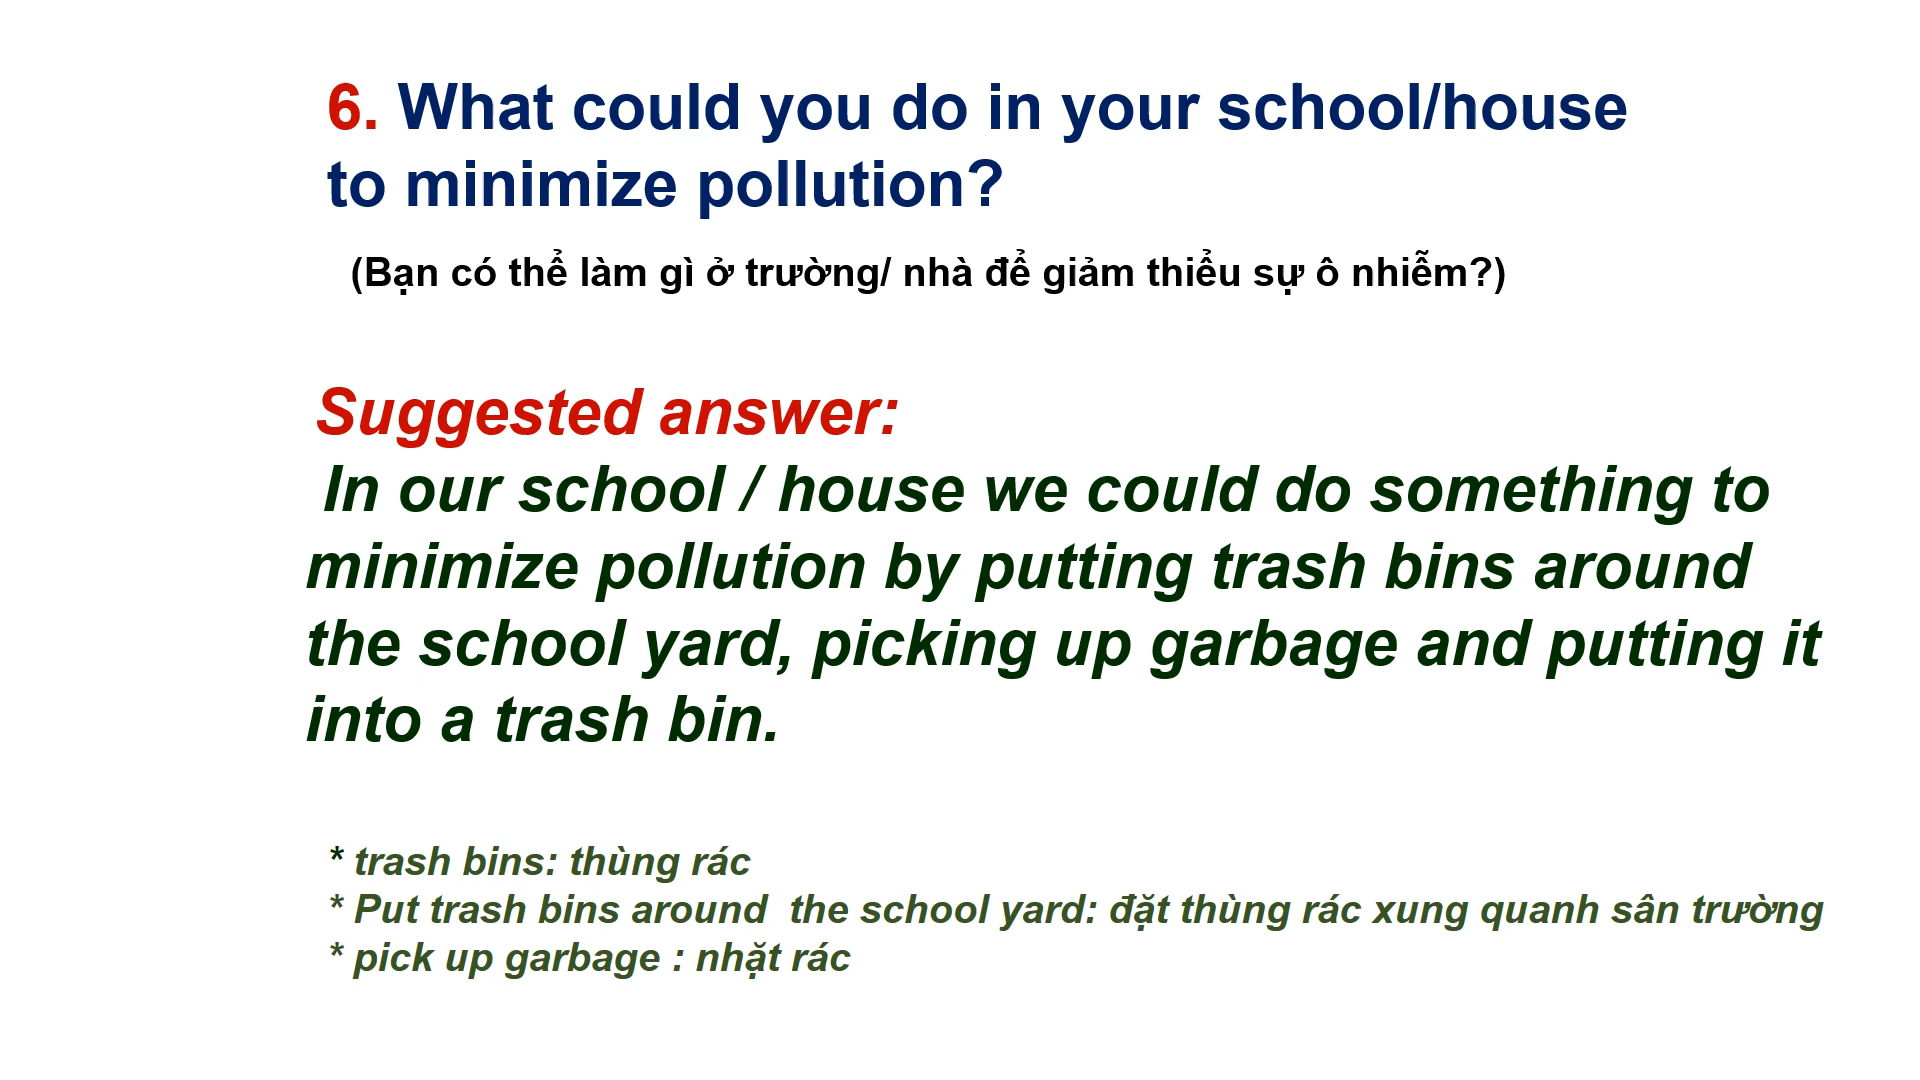 6. What could you do in your school/house
to minimize pollution?
(Bạn có thể làm gì ở trường/ nhà để giảm thiểu sự ô nhiễm?)
Suggested answer:
In our school / house we could do something to
minimize pollution by putting trash bins around
the school yard, picking up garbage and putting it
into a trash bin.
* trash bins: thùng rác
* Put trash bins around  the school yard: đặt thùng rác xung quanh sân trường
* pick up garbage : nhặt rác